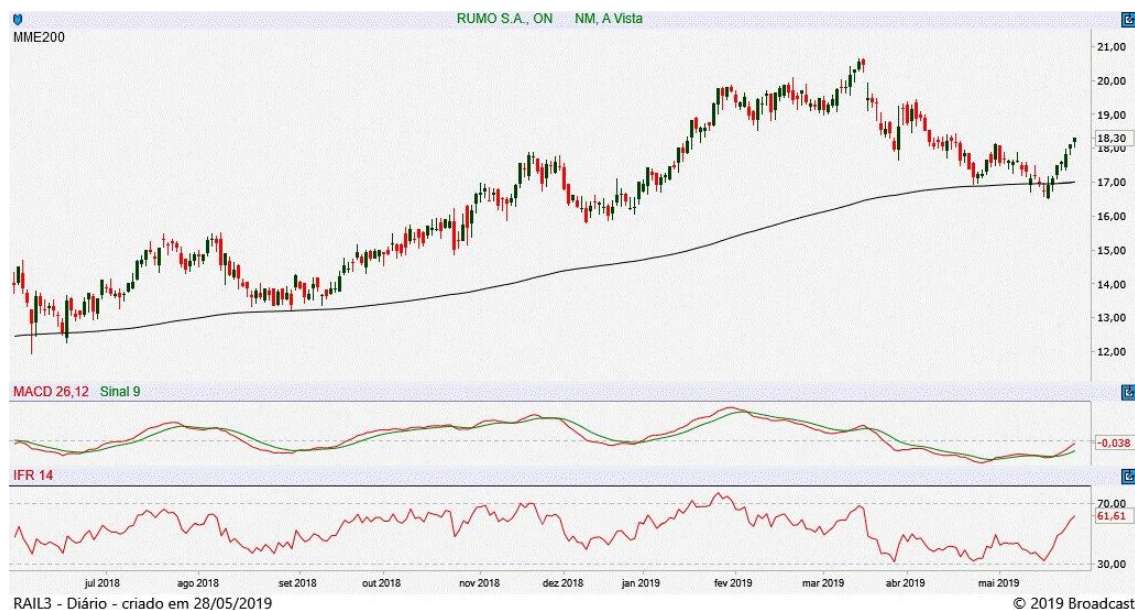 RUMO S.A., ON NM, A Vista
MME200
21,00
20,00
19,00
18,30
18,00
17,00
16,00
15,00
14,00
13,00
12,00
MACD 26,12 Sinal 9
-0,038
IFR 14
70,00
61,61
30,00
jul 2018 ago 2018 set 2018 out 2018 nov 2018 dez 2018 jan 2019 fev 2019 mar 2019 abr 2019 mai 2019
RAIL3 - Diário - criado em 28/05/2019 © 2019 Broadcast